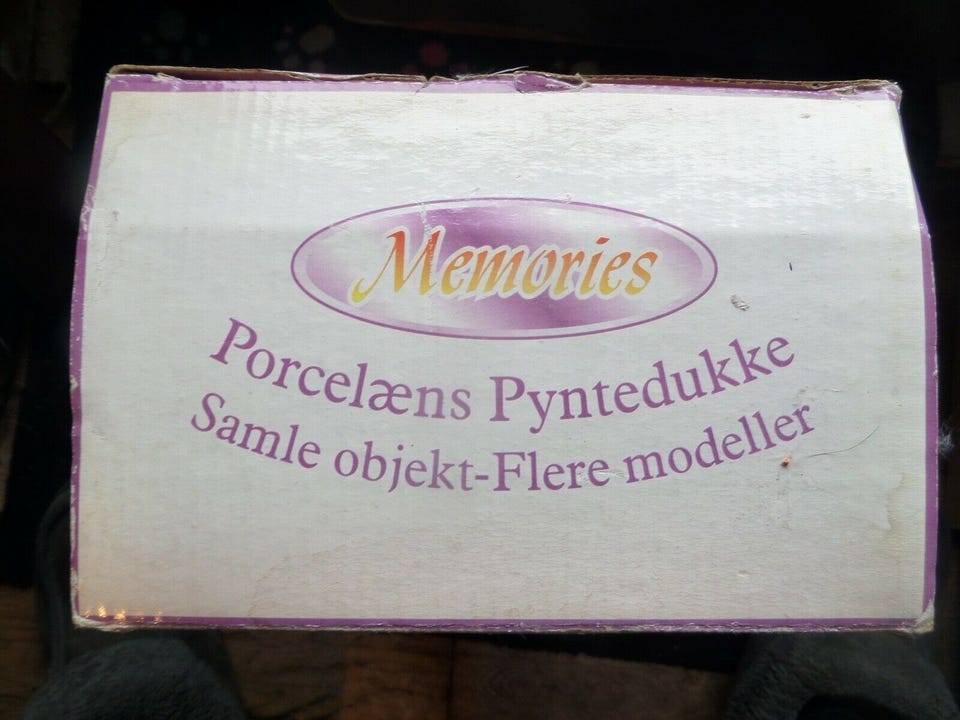 Memories
Porcelæns Pyntedukke
Samle objekt-Flere modeller